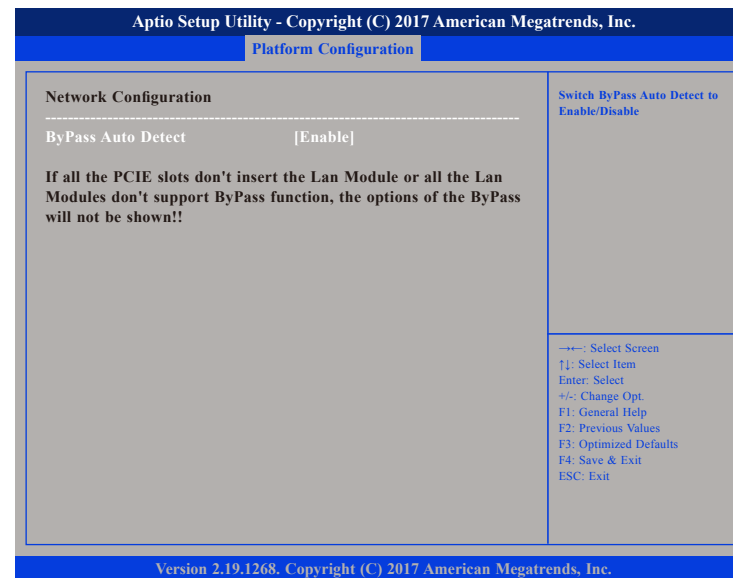 Aptio Setup Utility - Copyright (C) 2017 American Megatrends, Inc.
Platform Configuration
Network Configuration
--------------------------------------------------------------------------------
ByPass Auto Detect [Enable]
If all the PCIE slots don't insert the Lan Module or all the Lan
Modules don't support ByPass function, the options of the ByPass
will not be shown!!
Switch ByPass Auto Detect to
Enable/Disable
→←: Select Screen
↑↓: Select Item
Enter: Select
+/-: Change Opt.
F1: General Help
F2: Previous Values
F3: Optimized Defaults
F4: Save & Exit
ESC: Exit
Version 2.19.1268. Copyright (C) 2017 American Megatrends, Inc.